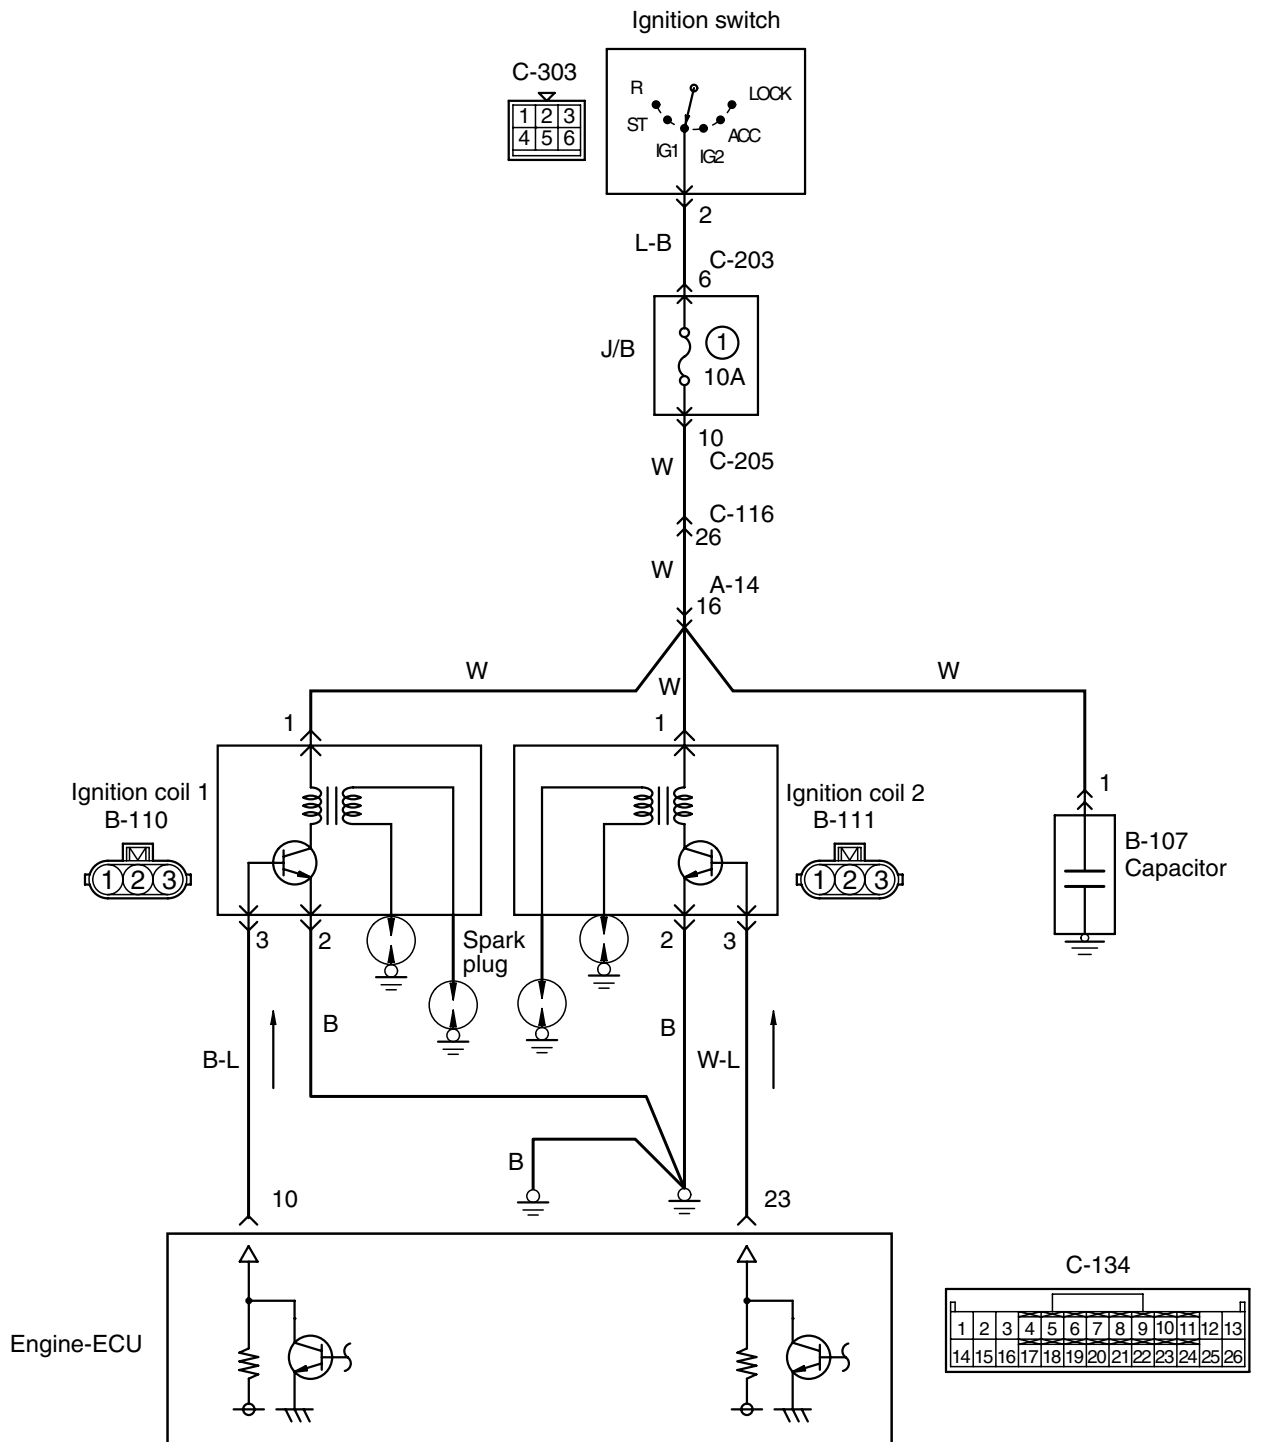 Ignition switch
C-303
1 2 3
4 5 6
R
LOCK
ST
ACC
IG1
IG2
2
L-B
C-203
6
J/B
1
10A
10
W
C-205
C-116
26
W
A-14
16
W
W
W
1
1
1
Ignition coil 1
B-110
1 2 3
Ignition coil 2
B-111
1 2 3
B-107
Capacitor
3
2
Spark
plug
2
3
B
B
B-L
W-L
B
10
23
C-134
Engine-ECU
1 2 3 4 5 6 7 8 9 10 11 12 13
14 15 16 17 18 19 20 21 22 23 24 25 26